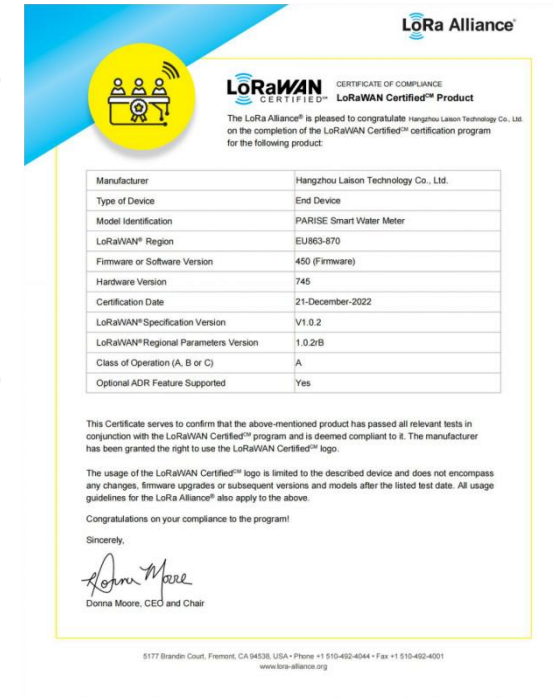 LoRa Alliance®
LoRaWAN
CERTIFIED℠
CERTIFICATE OF COMPLIANCE
LoRaWAN Certified℠ Product
The LoRa Alliance® is pleased to congratulate Hangzhou Laison Technology Co., Ltd.
on the completion of the LoRaWAN Certified℠ certification program
for the following product:
Manufacturer Hangzhou Laison Technology Co., Ltd.
Type of Device End Device
Model Identification PARISE Smart Water Meter
LoRaWAN® Region EU863-870
Firmware or Software Version 450 (Firmware)
Hardware Version 745
Certification Date 21-December-2022
LoRaWAN® Specification Version V1.0.2
LoRaWAN® Regional Parameters Version 1.0.2rB
Class of Operation (A, B or C) A
Optional ADR Feature Supported Yes
This Certificate serves to confirm that the above-mentioned product has passed all relevant tests in
conjunction with the LoRaWAN Certified℠ program and is deemed compliant to it. The manufacturer
has been granted the right to use the LoRaWAN Certified℠ logo.
The usage of the LoRaWAN Certified℠ logo is limited to the described device and does not encompass
any changes, firmware upgrades or subsequent versions and models after the listed test date. All usage
guidelines for the LoRa Alliance® also apply to the above.
Congratulations on your compliance to the program!
Sincerely,
Donna Moore
Donna Moore, CEO and Chair
5177 Brandin Court, Fremont, CA 94538, USA • Phone +1 510-492-4044 • Fax +1 510-492-4001
www.lora-alliance.org